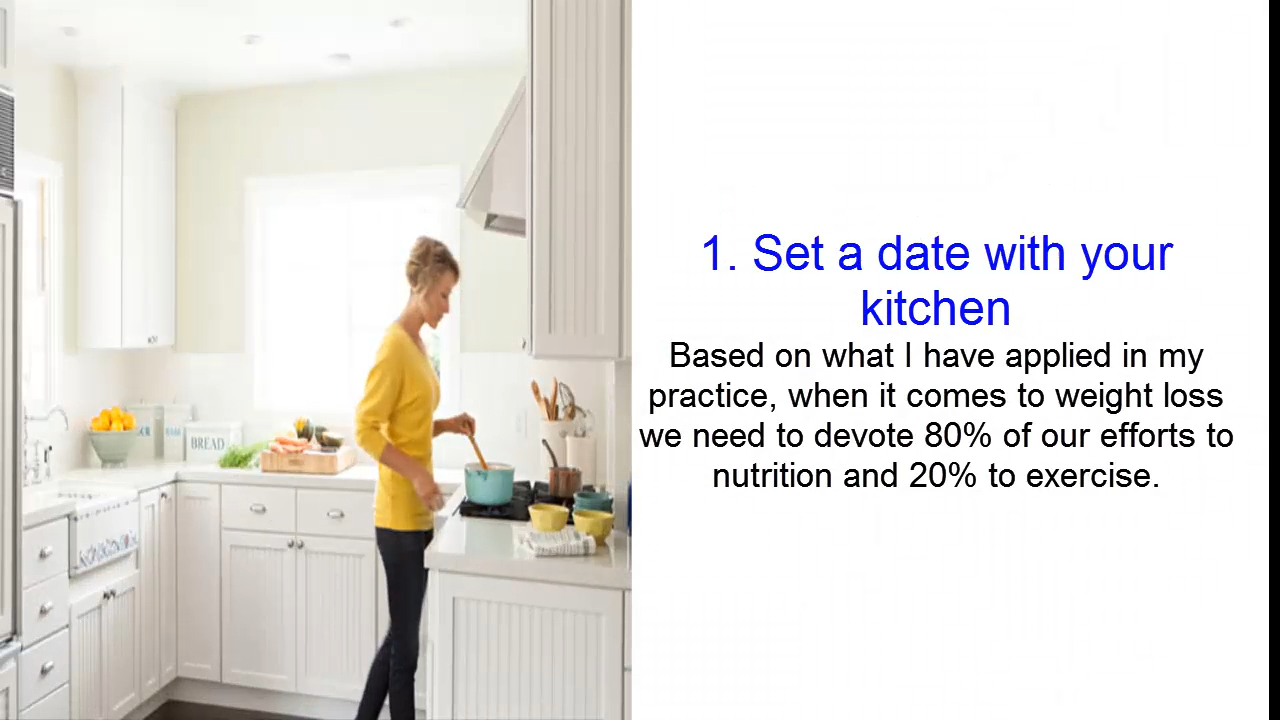 BREAD
1. Set a date with your
kitchen
Based on what I have applied in my
practice, when it comes to weight loss
we need to devote 80% of our efforts to
nutrition and 20% to exercise.